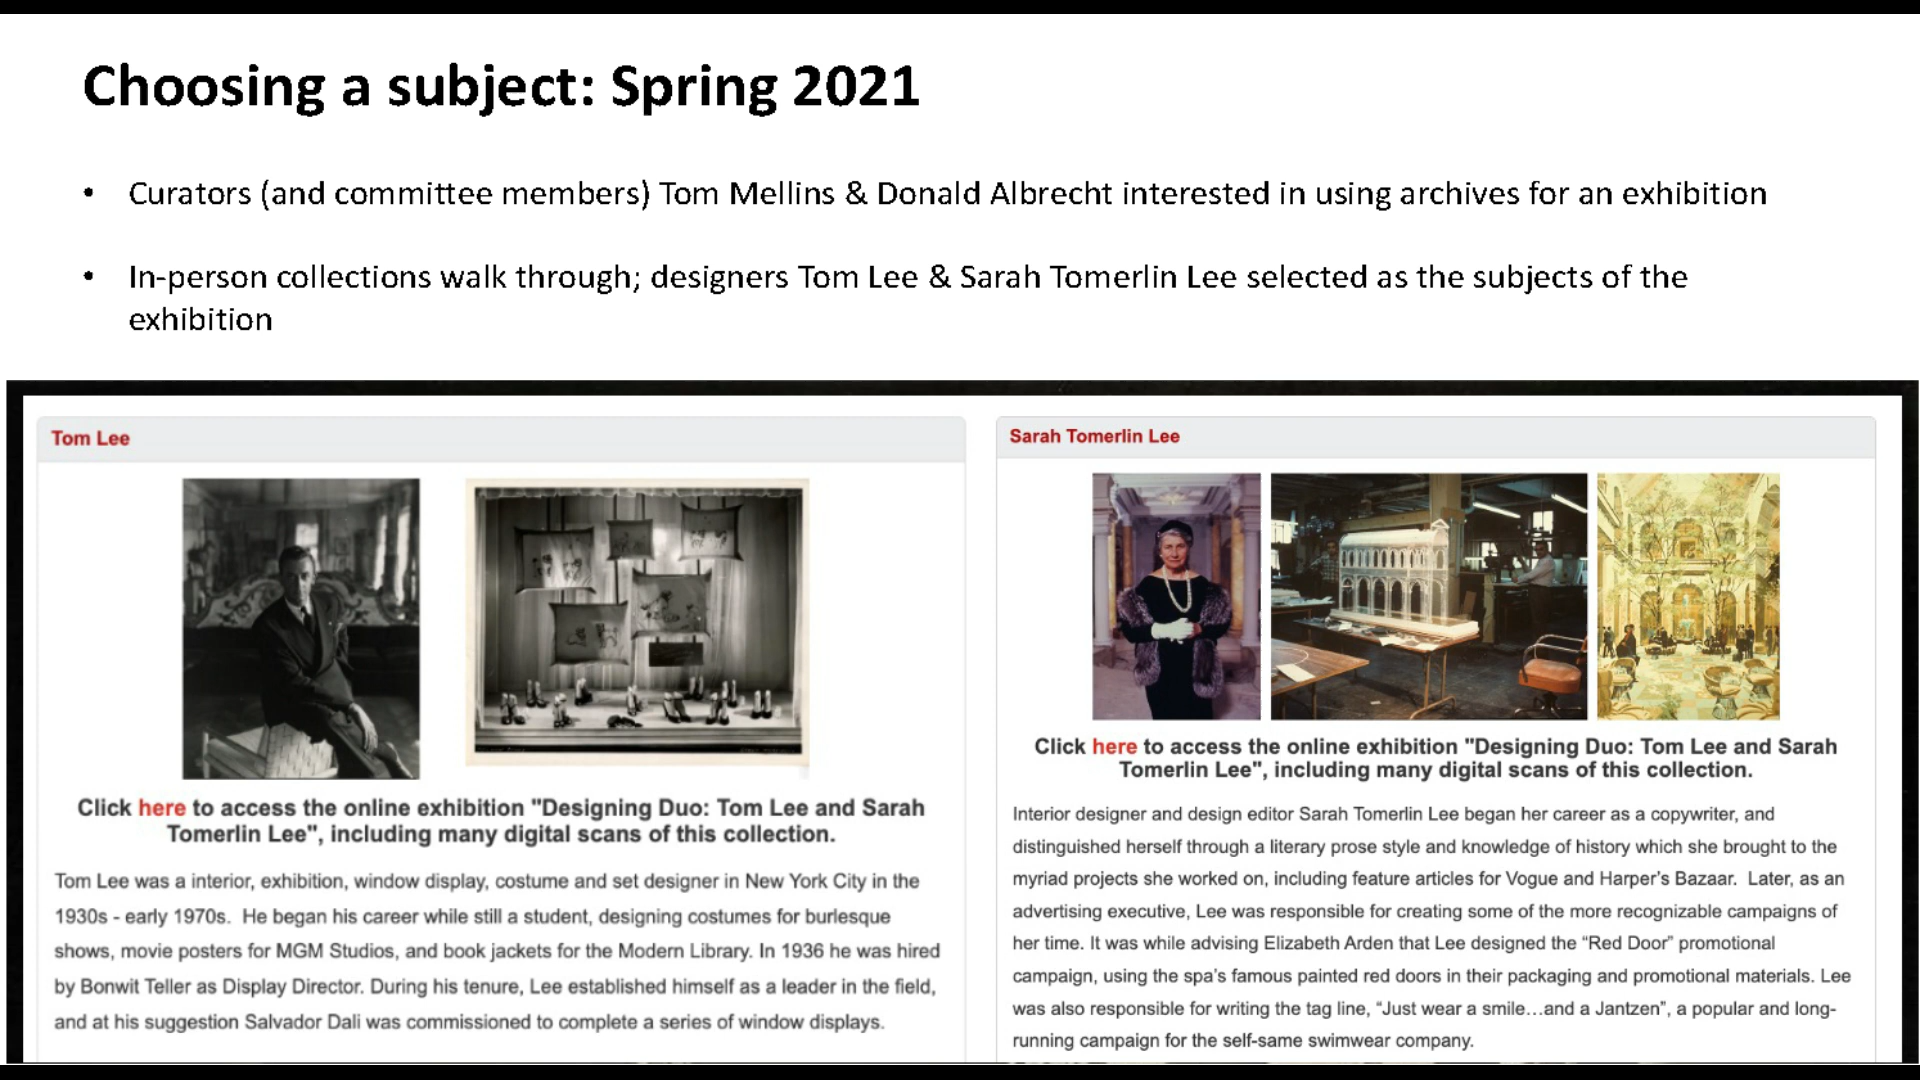 Choosing a subject: Spring 2021
• Curators (and committee members) Tom Mellins & Donald Albrecht interested in using archives for an exhibition
• In-person collections walk through; designers Tom Lee & Sarah Tomerlin Lee selected as the subjects of the
exhibition
Tom Lee
Click here to access the online exhibition "Designing Duo: Tom Lee and Sarah
Tomerlin Lee", including many digital scans of this collection.
Tom Lee was a interior, exhibition, window display, costume and set designer in New York City in the
1930s - early 1970s.  He began his career while still a student, designing costumes for burlesque
shows, movie posters for MGM Studios, and book jackets for the Modern Library. In 1936 he was hired
by Bonwit Teller as Display Director. During his tenure, Lee established himself as a leader in the field,
and at his suggestion Salvador Dali was commissioned to complete a series of window displays.
Sarah Tomerlin Lee
Click here to access the online exhibition "Designing Duo: Tom Lee and Sarah
Tomerlin Lee", including many digital scans of this collection.
Interior designer and design editor Sarah Tomerlin Lee began her career as a copywriter, and
distinguished herself through a literary prose style and knowledge of history which she brought to the
myriad projects she worked on, including feature articles for Vogue and Harper's Bazaar.  Later, as an
advertising executive, Lee was responsible for creating some of the more recognizable campaigns of
her time. It was while advising Elizabeth Arden that Lee designed the “Red Door” promotional
campaign, using the spa's famous painted red doors in their packaging and promotional materials. Lee
was also responsible for writing the tag line, “Just wear a smile…and a Jantzen”, a popular and long-
running campaign for the self-same swimwear company.